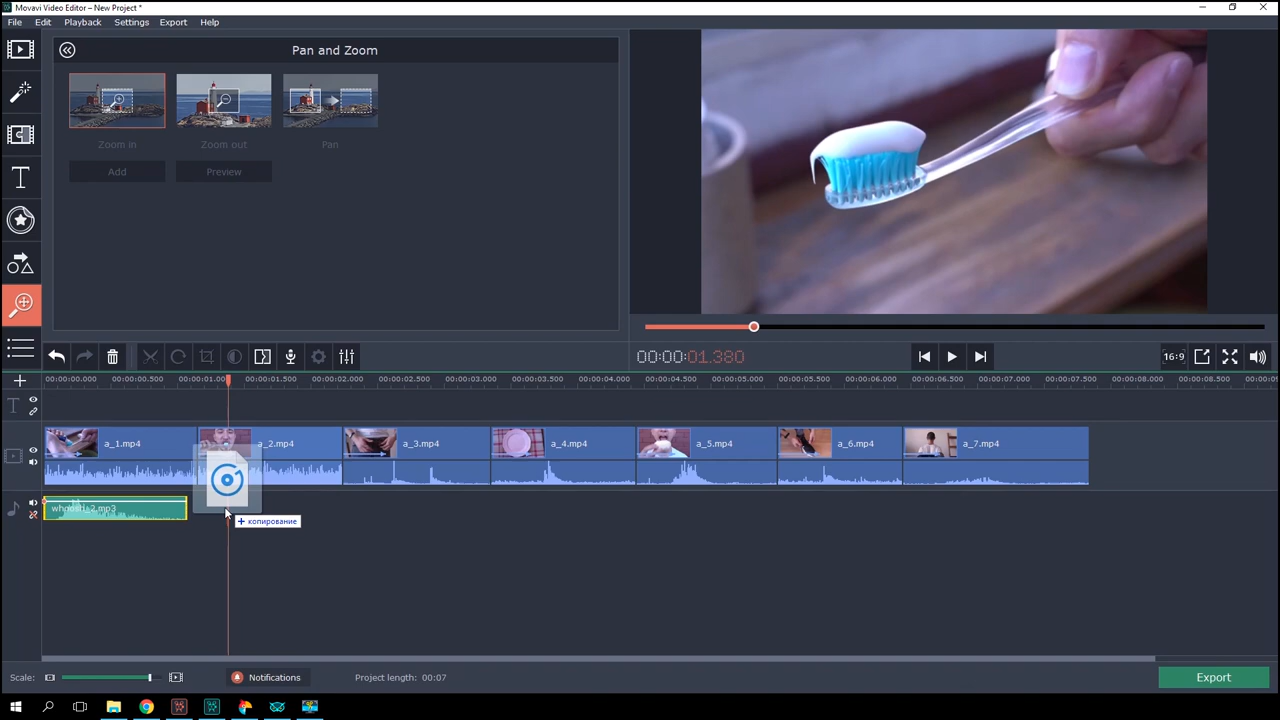 Movavi Video Editor – New Project *
File Edit Playback Settings Export Help
Pan and Zoom
Zoom in Zoom out Pan
Add Preview
00:00:01.380
16:9
00:00:00.000 00:00:00.500 00:00:01.00 00:00:01.500 00:00:02.000 00:00:02.500 00:00:03.000 00:00:03.500 00:00:04.000 00:00:04.500 00:00:05.000 00:00:05.500 00:00:06.000 00:00:06.500 00:00:07.000 00:00:07.500 00:00:08.000 00:00:08.500
a_1.mp4 a_2.mp4 a_3.mp4 a_4.mp4 a_5.mp4 a_6.mp4 a_7.mp4
whoosh_2.mp3
+ копирование
Scale: Notifications Project length: 00:07 Export